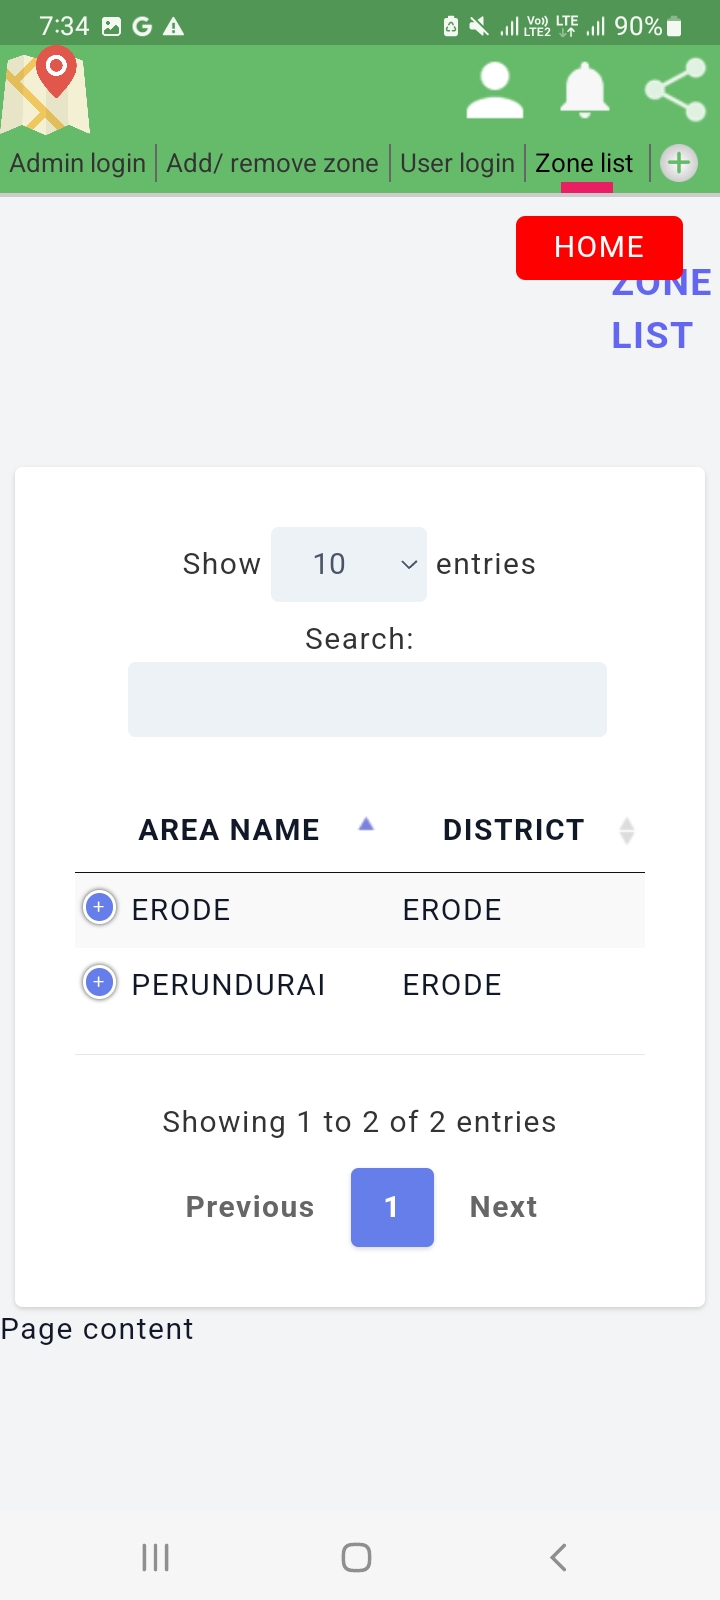 7:34 G Vo) LTE2 LTE 90%
Admin login Add/ remove zone User login Zone list
HOME
ZONE
LIST
Show 10 entries
Search:
AREA NAME DISTRICT
ERODE ERODE
PERUNDURAI ERODE
Showing 1 to 2 of 2 entries
Previous 1 Next
Page content